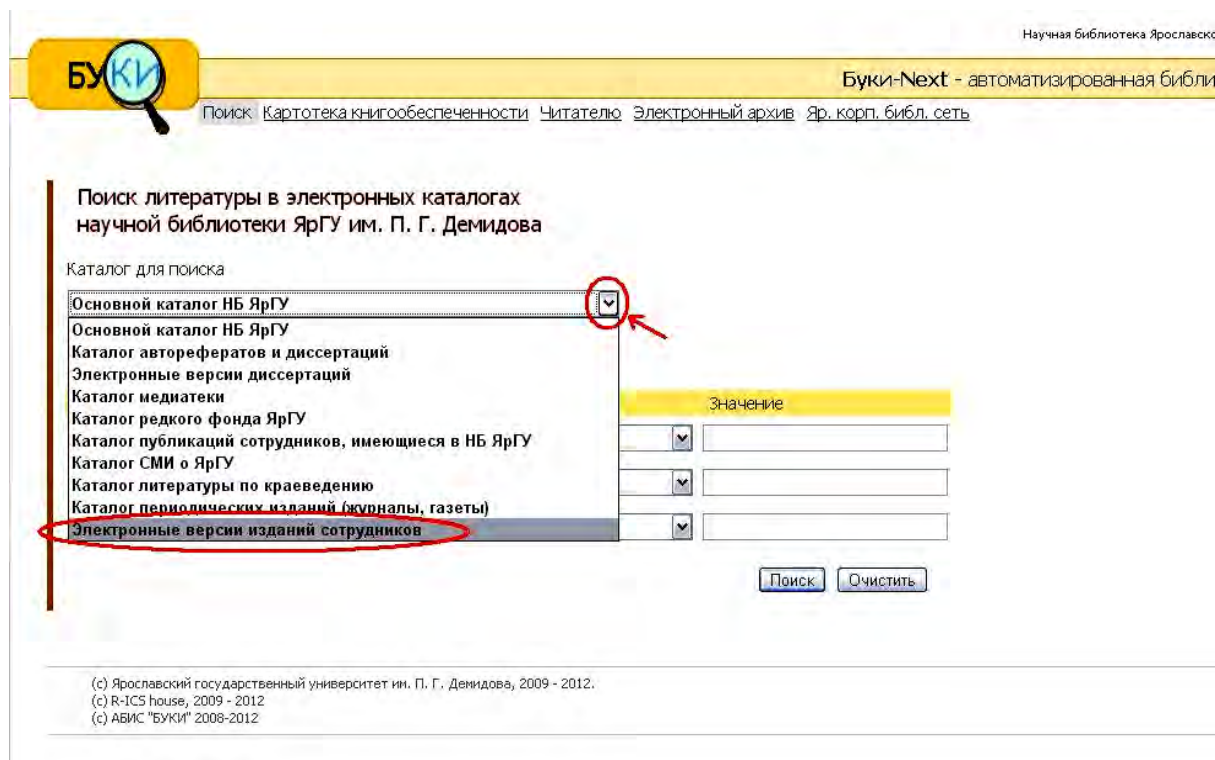 Научная библиотека Ярославско
БУКИ
Буки-Next - автоматизированная библи
Поиск Картотека книгообеспеченности Читателю Электронный архив Яр. корп. библ. сеть
Поиск литературы в электронных каталогах
научной библиотеки ЯрГУ им. П. Г. Демидова
Каталог для поиска
Основной каталог НБ ЯрГУ
Основной каталог НБ ЯрГУ
Каталог авторефератов и диссертаций
Электронные версии диссертаций
Каталог медиатеки
Каталог редкого фонда ЯрГУ
Каталог публикаций сотрудников, имеющиеся в НБ ЯрГУ
Каталог СМИ о ЯрГУ
Каталог литературы по краеведению
Каталог периодических изданий (журналы, газеты)
Электронные версии изданий сотрудников
Значение
Поиск Очистить
(c) Ярославский государственный университет им. П. Г. Демидова, 2009 - 2012.
(c) R-ICS house, 2009 - 2012
(c) АБИС "БУКИ" 2008-2012